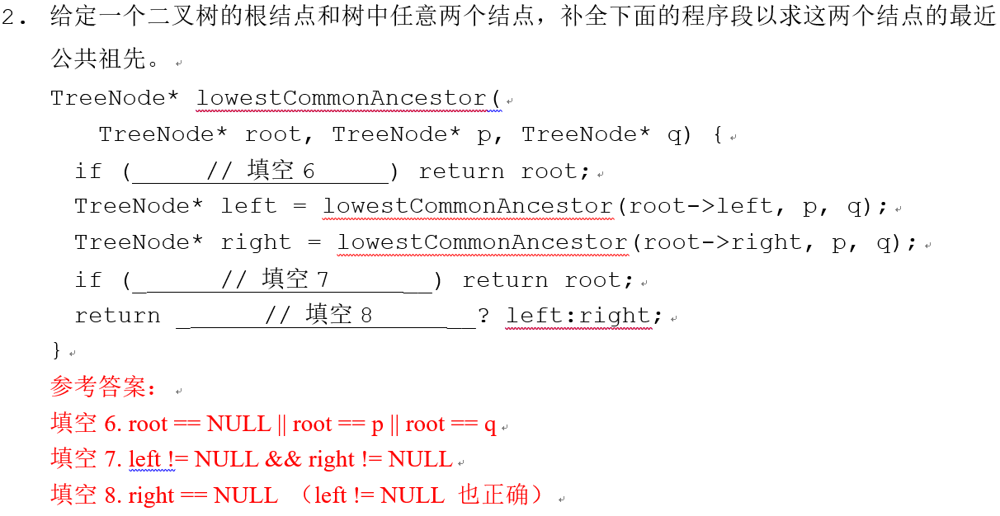 2. 给定一个二叉树的根结点和树中任意两个结点，补全下面的程序段以求这两个结点的最近
公共祖先。
TreeNode* lowestCommonAncestor(
TreeNode* root, TreeNode* p, TreeNode* q) {
if (_____// 填空 6_____) return root;
TreeNode* left = lowestCommonAncestor(root->left, p, q);
TreeNode* right = lowestCommonAncestor(root->right, p, q);
if (______// 填空 7_______) return root;
return ______// 填空 8_______? left:right;
}
参考答案：
填空 6. root == NULL || root == p || root == q
填空 7. left != NULL && right != NULL
填空 8. right == NULL （left != NULL 也正确）